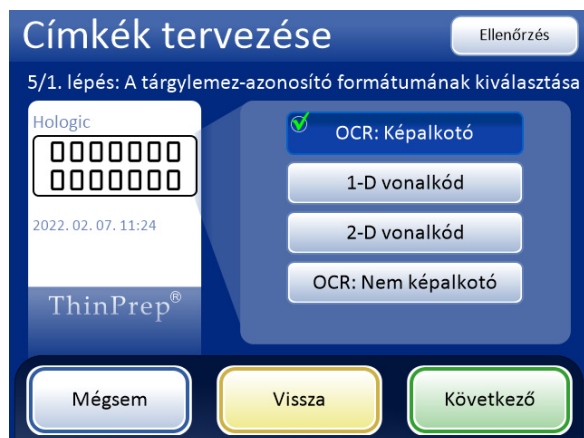 Címkék tervezése
Ellenőrzés
5/1. lépés: A tárgylemez-azonosító formátumának kiválasztása
Hologic
0000000
0000000
2022. 02. 07. 11:24
ThinPrep®
OCR: Képalkotó
1-D vonalkód
2-D vonalkód
OCR: Nem képalkotó
Mégsem
Vissza
Következő